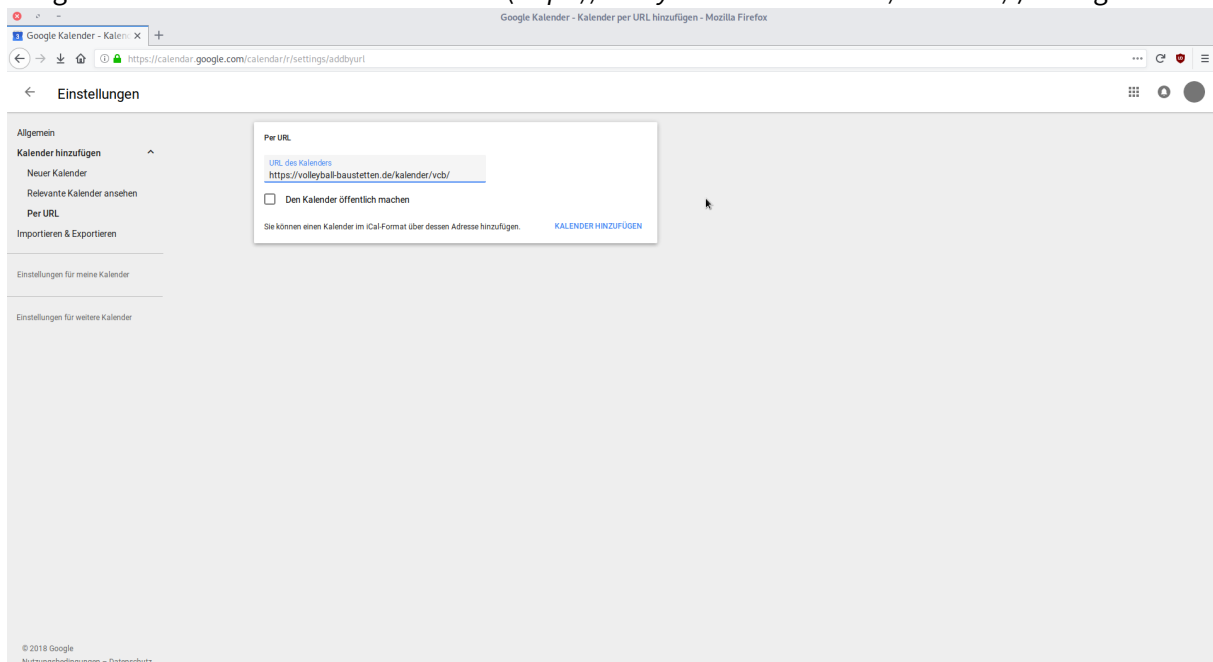 Google Kalender - Kalender per URL hinzufügen - Mozilla Firefox
Google Kalender - Kalen
https://calendar.google.com/calendar/r/settings/addbyurl
Einstellungen
Allgemein
Kalender hinzufügen
Neuer Kalender
Relevante Kalender ansehen
Per URL
Importieren & Exportieren
Einstellungen für meine Kalender
Einstellungen für weitere Kalender
Per URL
URL des Kalenders
https://volleyball-baustetten.de/kalender/vcb/
Den Kalender öffentlich machen
Sie können einen Kalender im iCal-Format über dessen Adresse hinzufügen.
KALENDER HINZUFÜGEN
© 2018 Google
Nutzungsbedingungen – Datenschutz